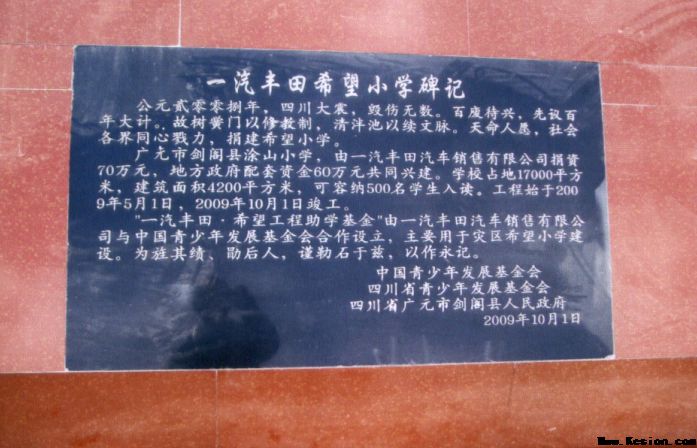 一汽丰田希望小学碑记
公元贰零零捌年，四川大震，毁伤无数。百废待兴，先议百
年大计。故树黉门以修教制，清泮池以续文脉。天命人愿，社会
各界同心戮力，捐建希望小学。
广元市剑阁县涂山小学，由一汽丰田汽车销售有限公司捐资
70万元，地方政府配套资金60万元共同兴建。学校占地17000平方
米，建筑面积4200平方米，可容纳500名学生入读。工程始于200
9年5月1日，2009年10月1日竣工。
"一汽丰田·希望工程助学基金"由一汽丰田汽车销售有限公
司与中国青少年发展基金会合作设立，主要用于灾区希望小学建
设。为旌其绩、励后人，谨勒石于兹，以作永记。
中国青少年发展基金会
四川省青少年发展基金会
四川省广元市剑阁县人民政府
2009年10月1日
Www.Kesion.com